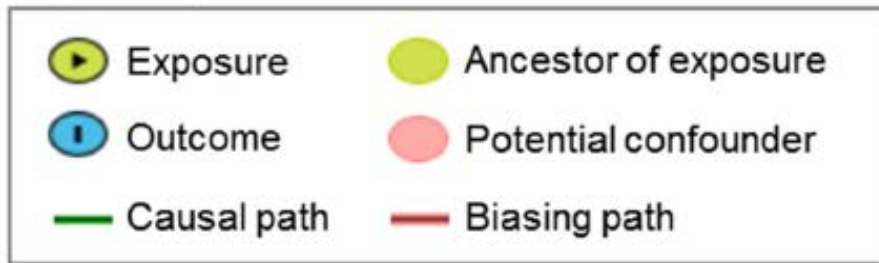 Exposure
Ancestor of exposure
Outcome
Potential confounder
Causal path
Biasing path